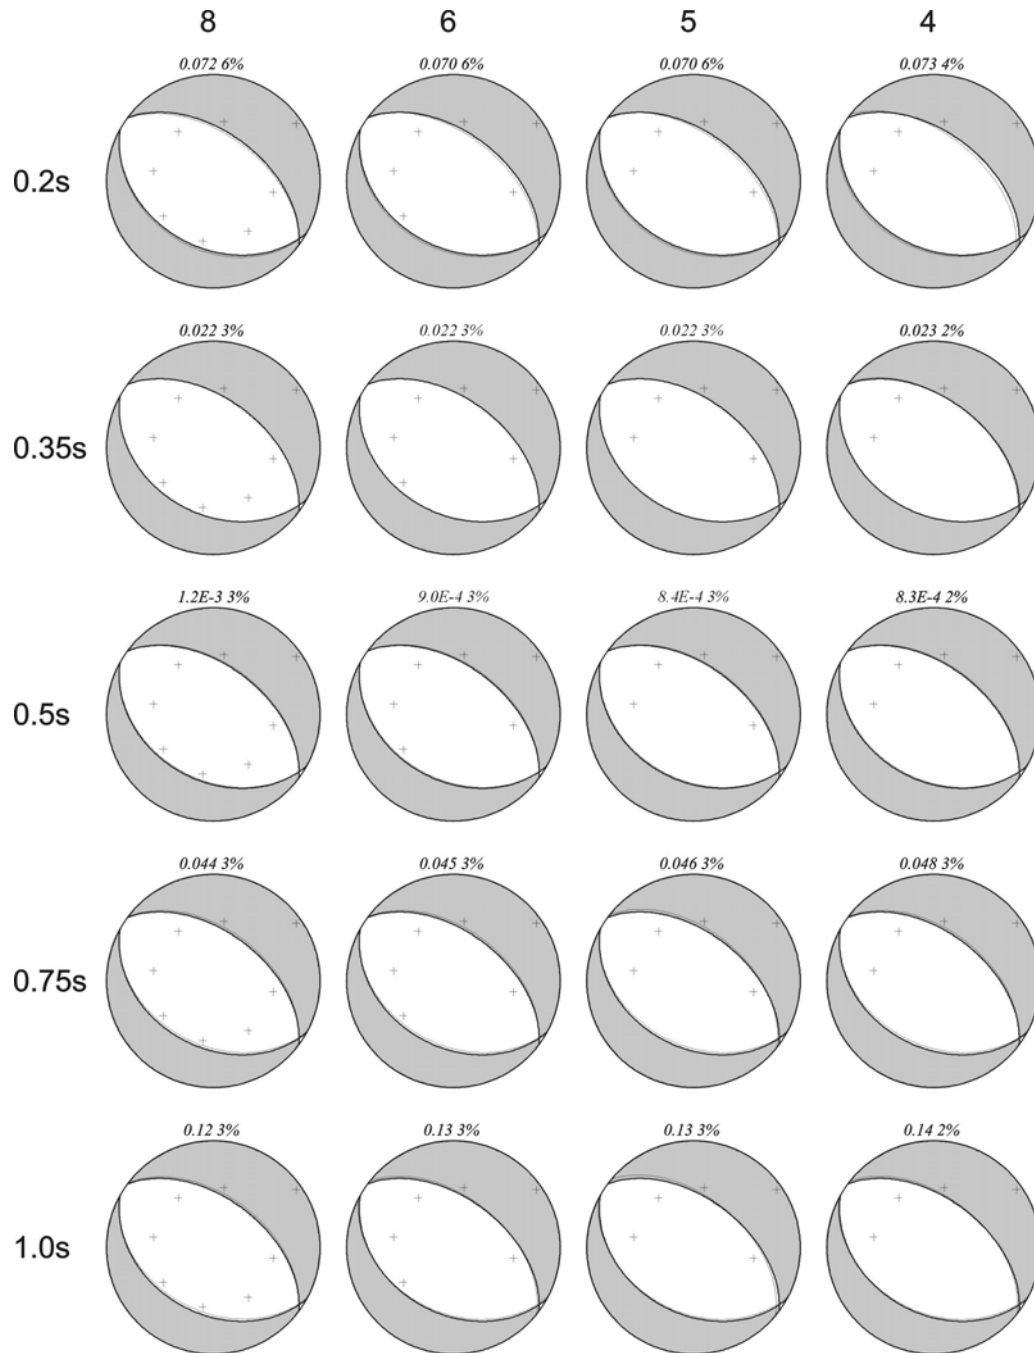 8 6 5 4
0.072 6% 0.070 6% 0.070 6% 0.073 4%
0.2s
0.022 3% 0.022 3% 0.022 3% 0.023 2%
0.35s
1.2E-3 3% 9.0E-4 3% 8.4E-4 3% 8.3E-4 2%
0.5s
0.044 3% 0.045 3% 0.046 3% 0.048 3%
0.75s
0.12 3% 0.13 3% 0.13 3% 0.14 2%
1.0s